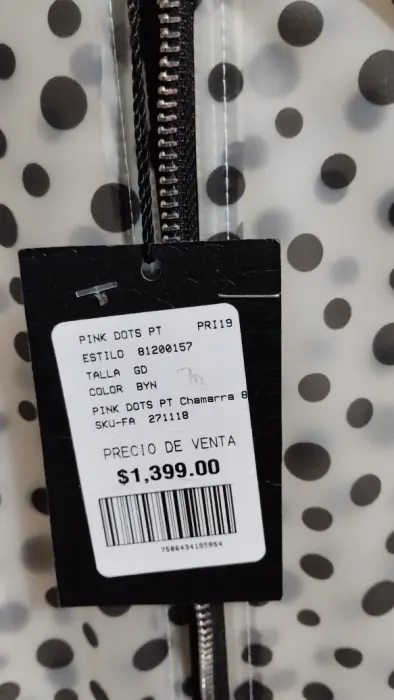 PINK DOTS PT PRI19
ESTILO 81200157
TALLA GD
COLOR BYN
PINK DOTS PT Chamarra 8
SKU-FA 271118
PRECIO DE VENTA
$1,399.00